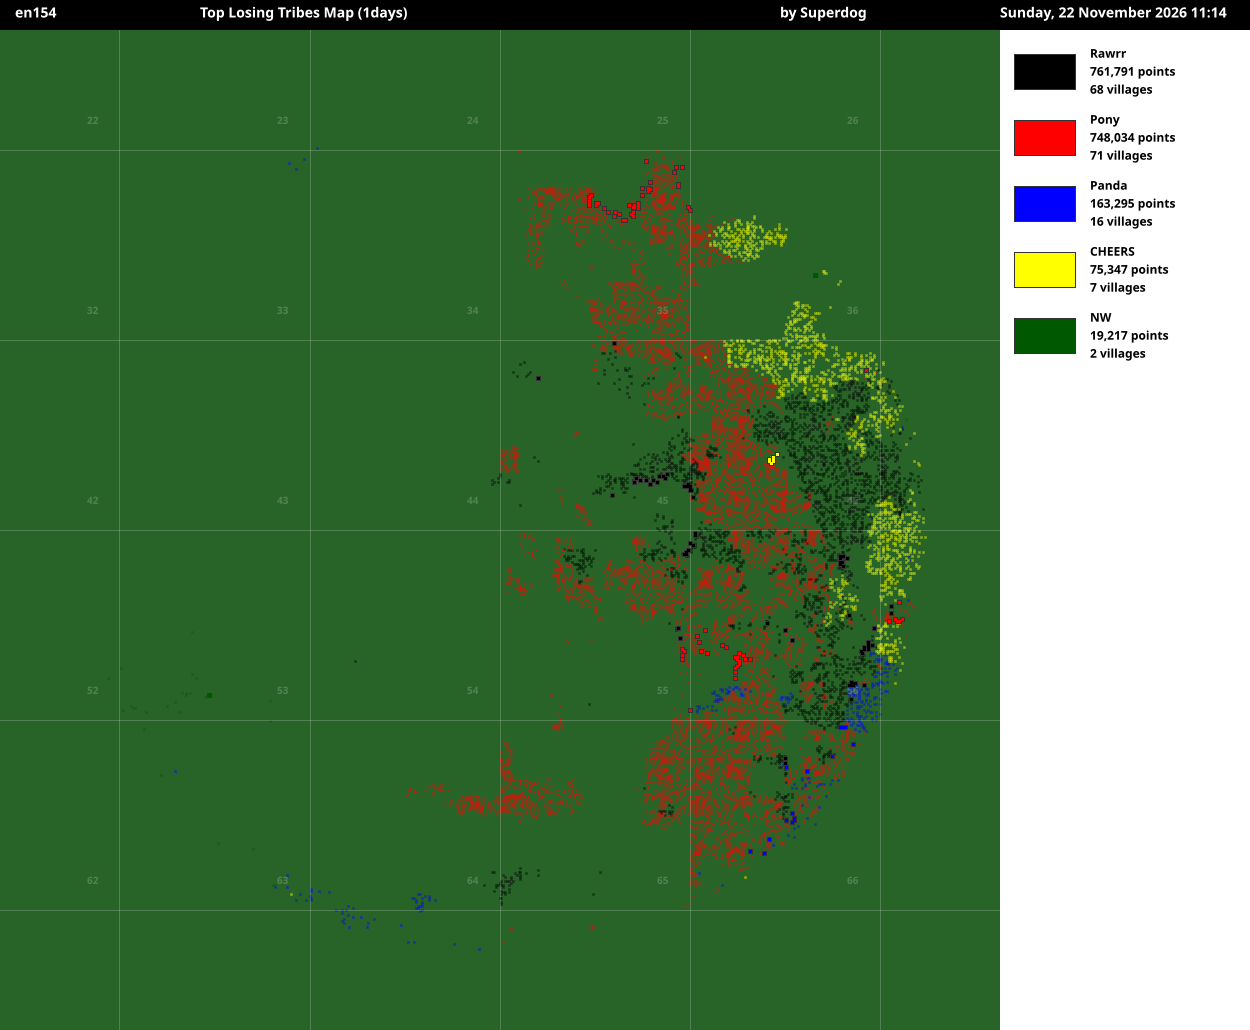 en154
Top Losing Tribes Map (1days)
by Superdog
Sunday, 22 November 2026 11:14
Rawrr
761,791 points
68 villages
Pony
748,034 points
71 villages
Panda
163,295 points
16 villages
CHEERS
75,347 points
7 villages
NW
19,217 points
2 villages
22 23 24 25 26
32 33 34 35 36
42 43 44 45
52 53 54 55
62 63 64 65 66